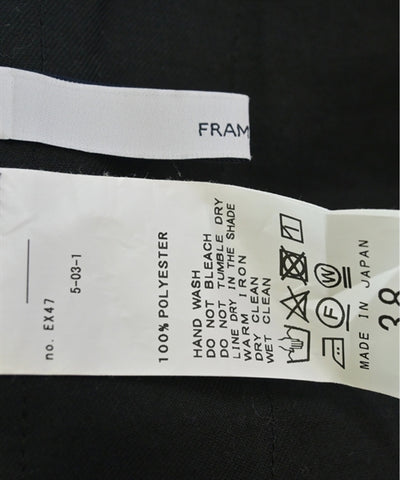 FRAM
no. EX47
5-03-1
100% POLYESTER
HAND WASH
DO NOT BLEACH
DO NOT TUMBLE DRY
LINE DRY IN THE SHADE
WARM IRON
DRY CLEAN
WET CLEAN
F
W
MADE IN JAPAN
38